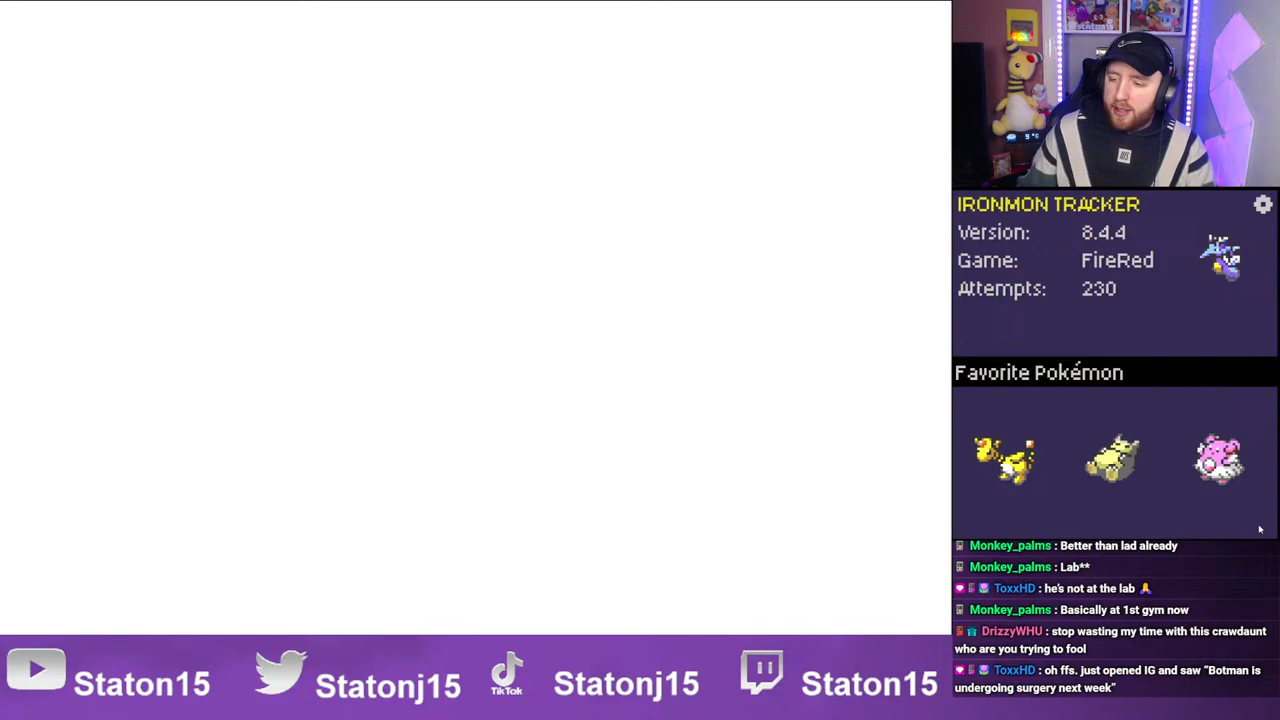 IRONMON TRACKER
Version: 8.4.4
Game: FireRed
Attempts: 230
Favorite Pokémon
Monkey_palms : Better than lad already
Monkey_palms : Lab**
ToxxHD : he's not at the lab
Monkey_palms : Basically at 1st gym now
DrizzyWHU : stop wasting my time with this crawdaunt
who are you trying to fool
ToxxHD : oh ffs. just opened IG and saw “Botman is
undergoing surgery next week”
Staton15
Statonj15
TikTok
Statonj15
Staton15